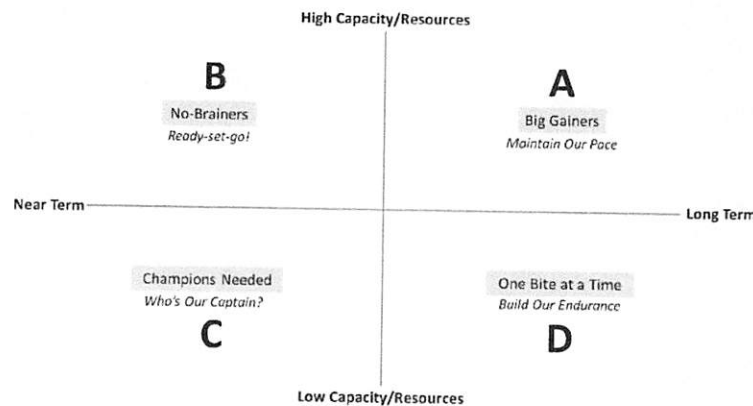 High Capacity/Resources
B
No-Brainers
Ready-set-go!
A
Big Gainers
Maintain Our Pace
Near Term
Long Term
Champions Needed
Who's Our Captain?
C
One Bite at a Time
Build Our Endurance
D
Low Capacity/Resources